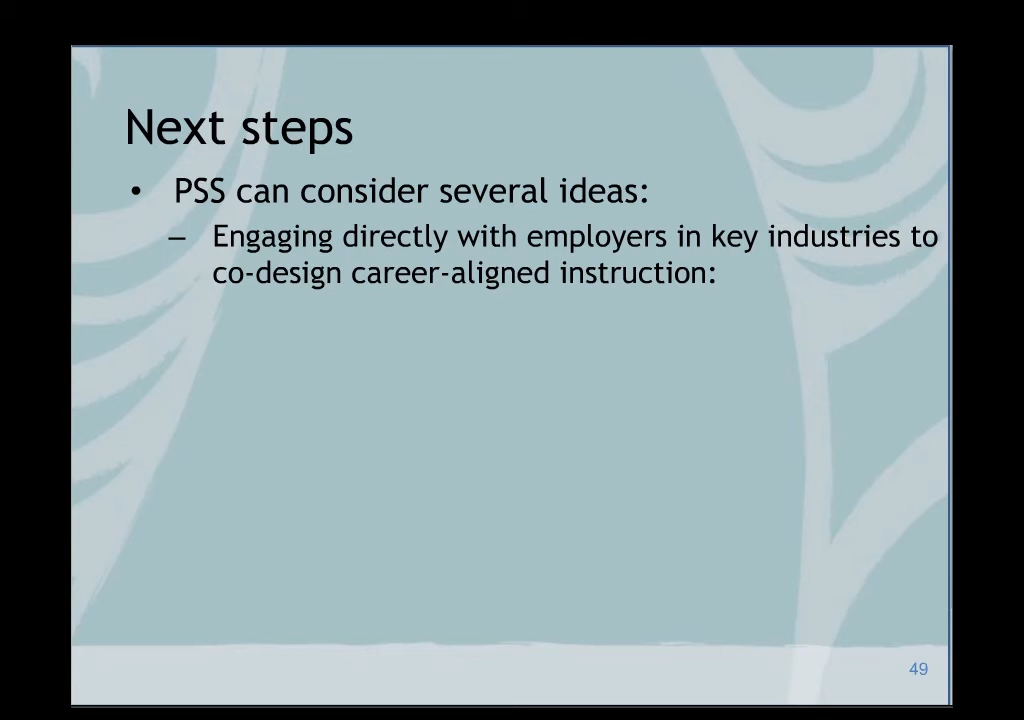 Next steps
• PSS can consider several ideas:
– Engaging directly with employers in key industries to
co-design career-aligned instruction:
49